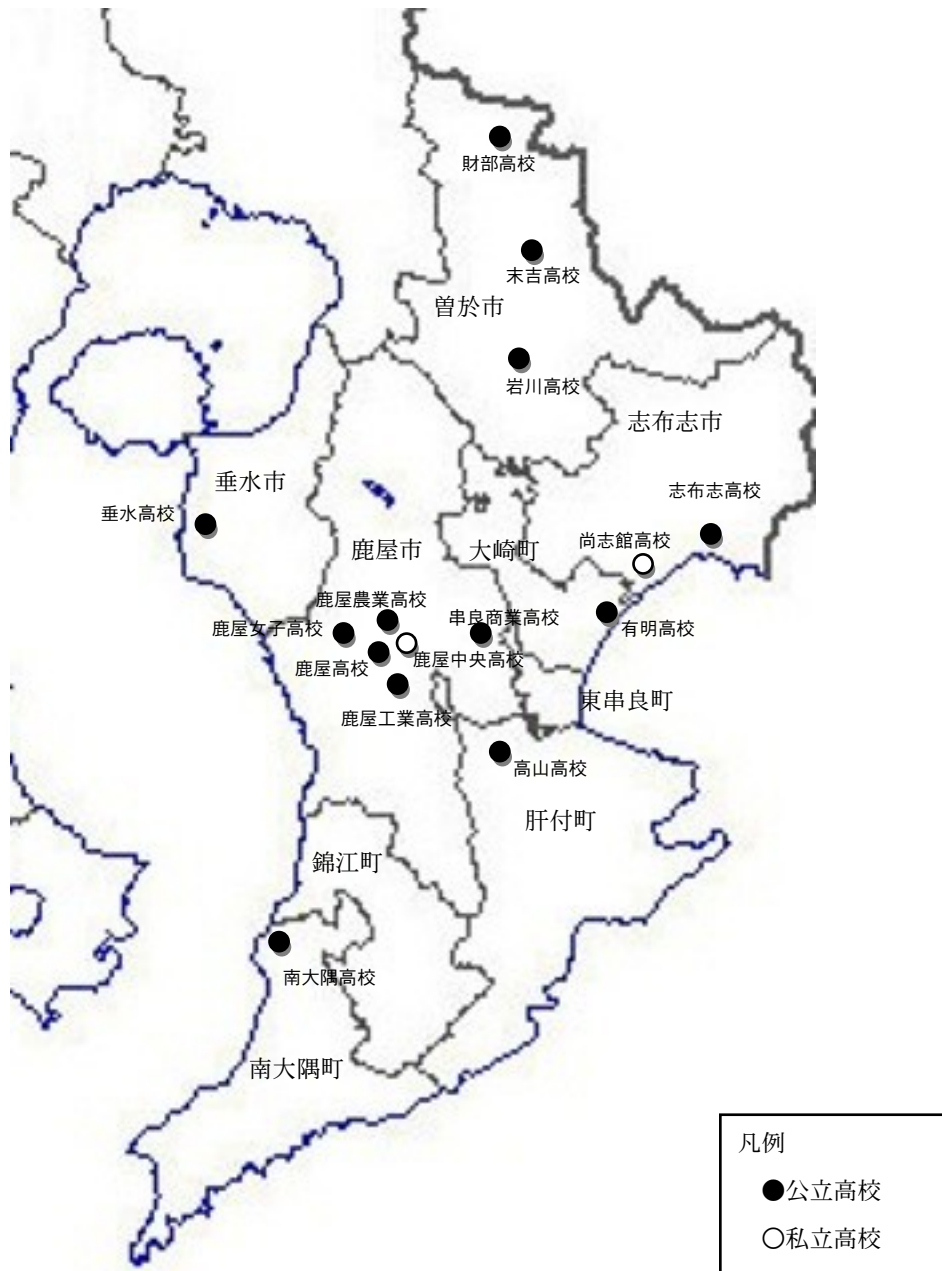 財部高校
末吉高校
曽於市
岩川高校
志布志市
垂水市
志布志高校
垂水高校
鹿屋市
大崎町
尚志館高校
鹿屋農業高校
串良商業高校
鹿屋女子高校
有明高校
鹿屋高校
鹿屋中央高校
東串良町
鹿屋工業高校
高山高校
肝付町
錦江町
南大隅高校
南大隅町
凡例
●公立高校
○私立高校